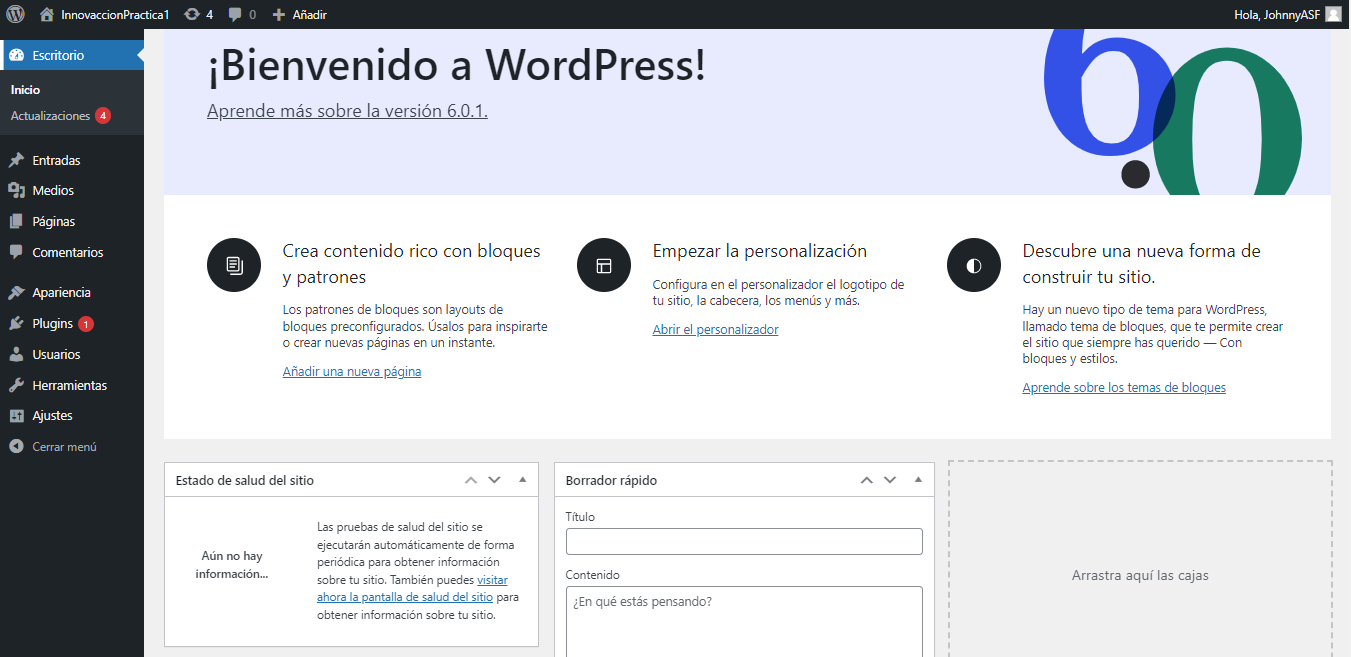 InnovaccionPractica1
4
0
Añadir
Hola, JohnnyASF
Escritorio
Inicio
Actualizaciones 4
Entradas
Medios
Páginas
Comentarios
Apariencia
Plugins 1
Usuarios
Herramientas
Ajustes
Cerrar menú
¡Bienvenido a WordPress!
Aprende más sobre la versión 6.0.1.
6.0
Crea contenido rico con bloques
y patrones
Los patrones de bloques son layouts de
bloques preconfigurados. Úsalos para inspirarte
o crear nuevas páginas en un instante.
Añadir una nueva página
Empezar la personalización
Configura en el personalizador el logotipo de
tu sitio, la cabecera, los menús y más.
Abrir el personalizador
Descubre una nueva forma de
construir tu sitio.
Hay un nuevo tipo de tema para WordPress,
llamado tema de bloques, que te permite crear
el sitio que siempre has querido — Con
bloques y estilos.
Aprende sobre los temas de bloques
Estado de salud del sitio
Aún no hay
información...
Las pruebas de salud del sitio se
ejecutarán automáticamente de forma
periódica para obtener información
sobre tu sitio. También puedes visitar
ahora la pantalla de salud del sitio para
obtener información sobre tu sitio.
Borrador rápido
Título
Contenido
¿En qué estás pensando?
Arrastra aquí las cajas